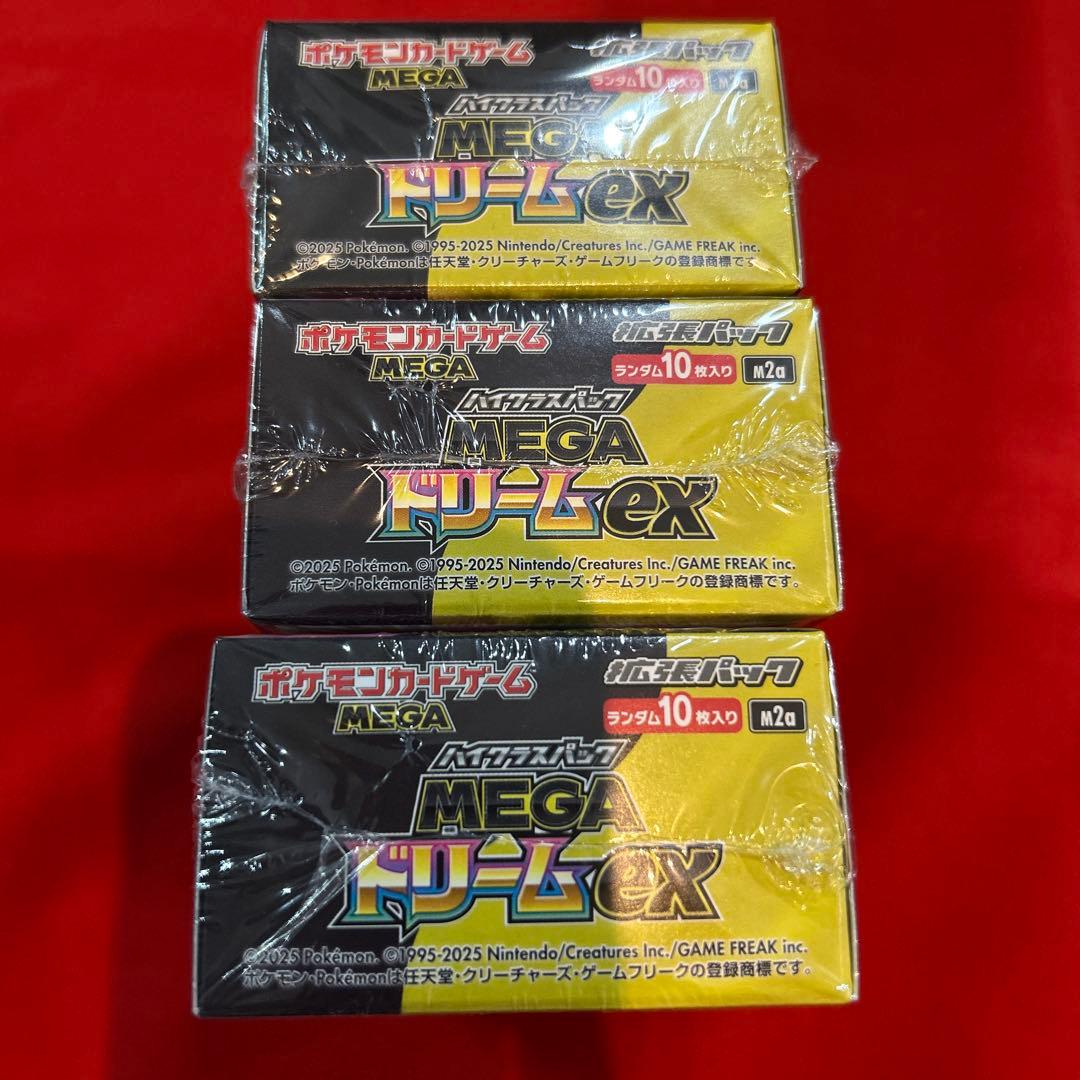 ポケモンカードゲーム
MEGA
拡張パック
ランダム10枚入り
ハイクラスパック
MEGA
ドリームex
©2025 Pokémon. ©1995-2025 Nintendo/Creatures Inc./GAME FREAK inc.
ポケモン・Pokémonは任天堂・クリーチャーズ・ゲームフリークの登録商標です
ポケモンカードゲーム
MEGA
拡張パック
ランダム10枚入り M2a
ハイクラスパック
MEGA
ドリームex
©2025 Pokémon. ©1995-2025 Nintendo/Creatures Inc./GAME FREAK inc.
ポケモン・Pokémonは任天堂・クリーチャーズ・ゲームフリークの登録商標です。
ポケモンカードゲーム
MEGA
拡張パック
ランダム10枚入り M2a
ハイクラスパック
MEGA
ドリームex
©2025 Pokémon. ©1995-2025 Nintendo/Creatures Inc./GAME FREAK inc.
ポケモン・Pokémonは任天堂・クリーチャーズ・ゲームフリークの登録商標です。